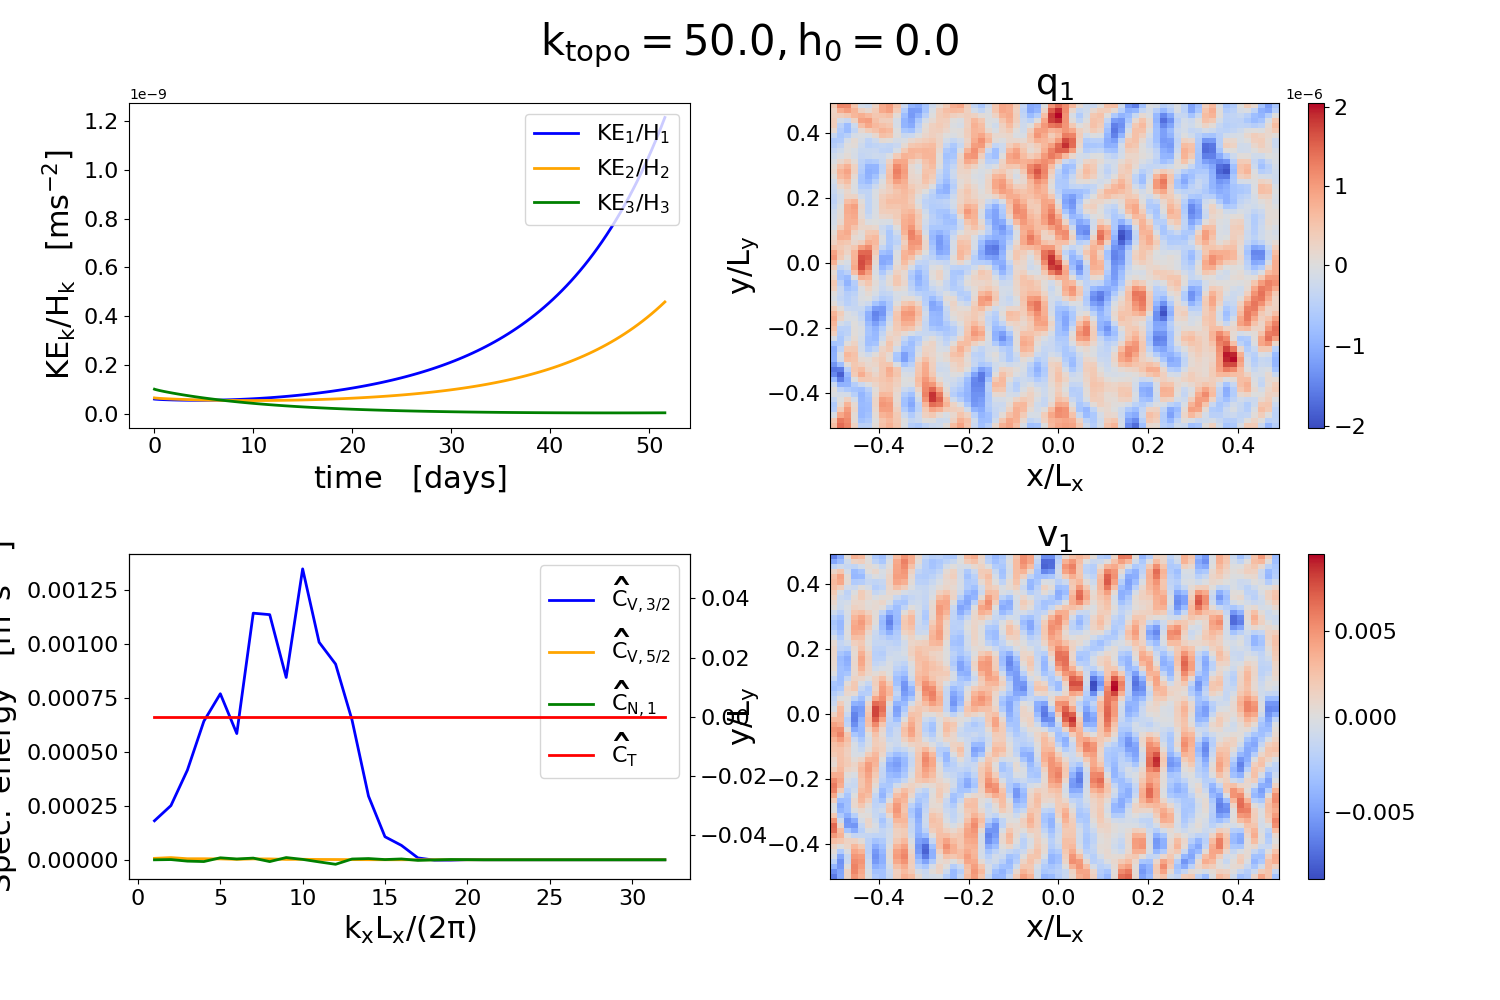 k_topo = 50.0, h_0 = 0.0
1e−9
1.2
1.0
0.8
0.6
0.4
0.2
0.0
KE_k/H_k [ms^−2]
KE_1/H_1
KE_2/H_2
KE_3/H_3
0 10 20 30 40 50
time [days]
q_1
1e−6
0.4
0.2
0.0
−0.2
−0.4
y/L_y
−0.4 −0.2 0.0 0.2 0.4
x/L_x
2
1
0
−1
−2
0.00125
0.00100
0.00075
0.00050
0.00025
0.00000
Spec. energy
Ĉ_V, 3/2
Ĉ_V, 5/2
Ĉ_N, 1
Ĉ_T
0.04
0.02
0.00
−0.02
−0.04
0 5 10 15 20 25 30
k_xL_x/(2π)
v_1
0.4
0.2
0.0
−0.2
−0.4
y/L_y
−0.4 −0.2 0.0 0.2 0.4
x/L_x
0.005
0.000
−0.005